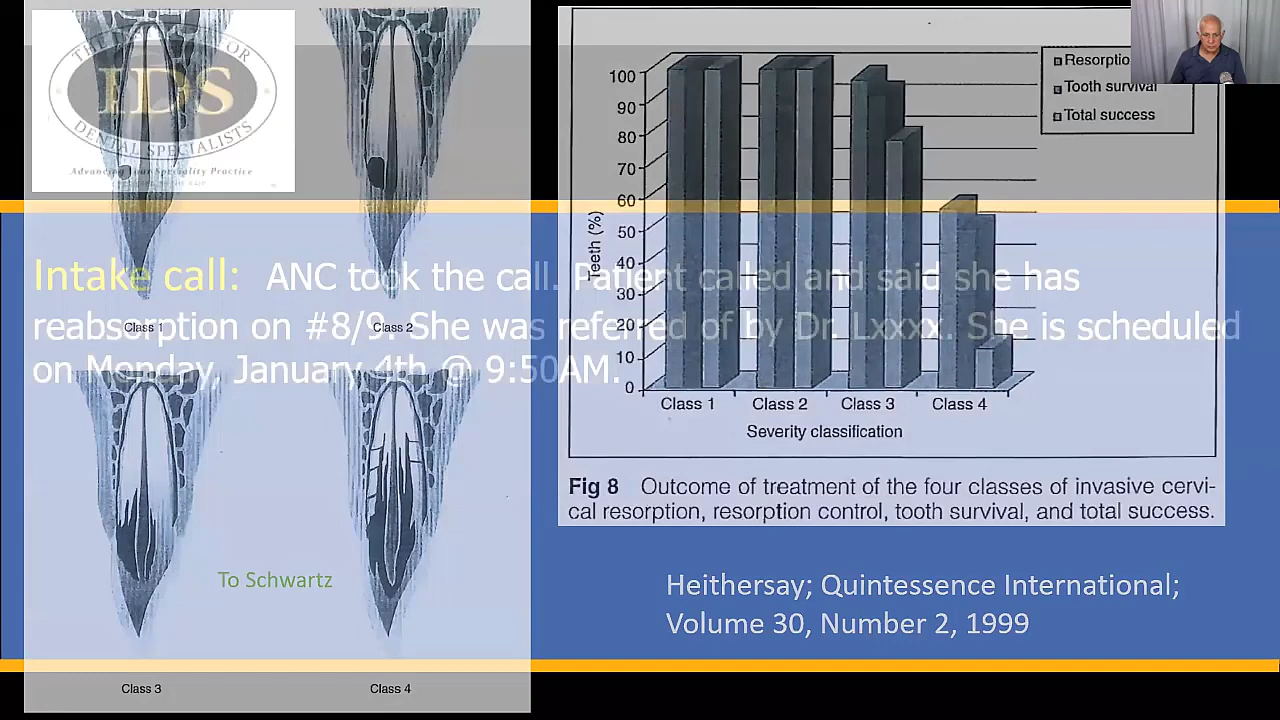 IDS
DENTAL SPECIALISTS
Advancing Your Speciality Practice
Intake call: ANC took the call. Patient called and said she has
reabsorption on #8/9. She was referred of by Dr. Lxxxx. She is scheduled
on Monday, January 4th @ 9:50AM.
Class 1
Class 2
To Schwartz
Class 3
Class 4
Tooth survival
Total success
Teeth (%)
100
90
80
70
60
50
40
30
20
10
0
Class 1 Class 2 Class 3 Class 4
Severity classification
Fig 8 Outcome of treatment of the four classes of invasive cervi-
cal resorption, resorption control, tooth survival, and total success.
Heithersay; Quintessence International;
Volume 30, Number 2, 1999